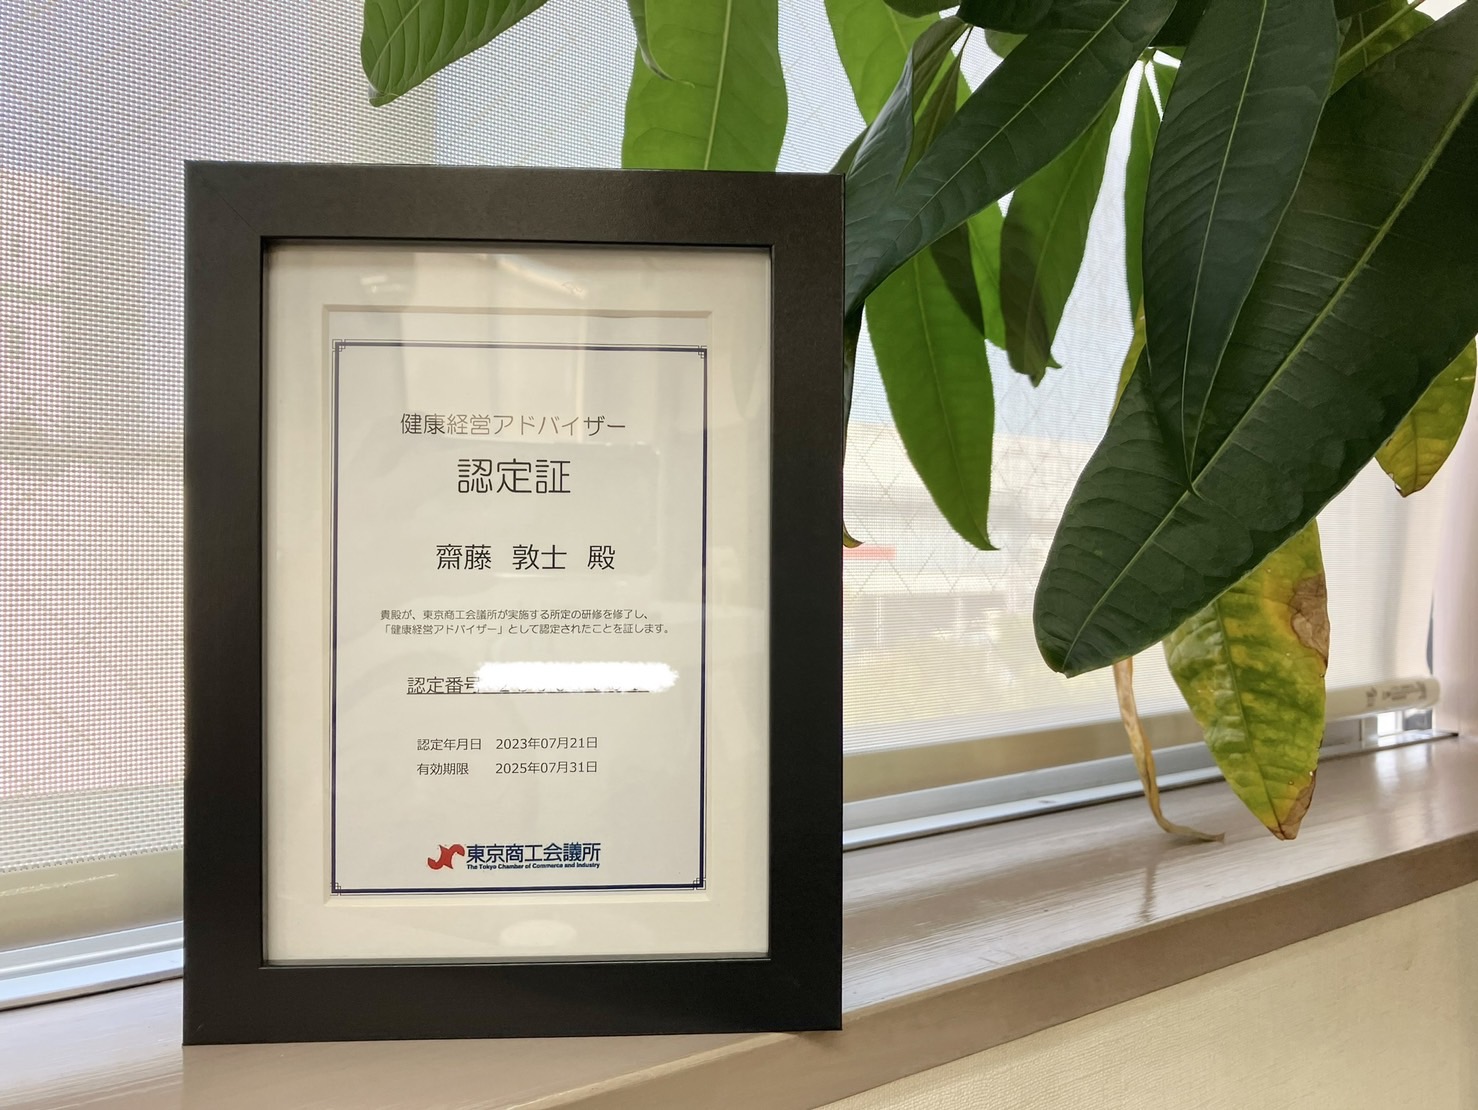 健康経営アドバイザー
認定証
齋藤 敦士 殿
貴殿が、東京商工会議所が実施する所定の研修を修了し、
「健康経営アドバイザー」として認定されたことを証します。
認定番号
認定年月日 2023年07月21日
有効期限 2025年07月31日
東京商工会議所
The Tokyo Chamber of Commerce and Industry